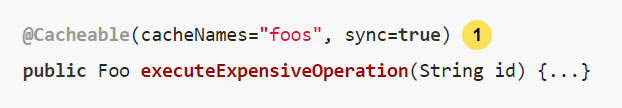 @Cacheable(cacheNames="foos", sync=true) 1
public Foo executeExpensiveOperation(String id) {...}